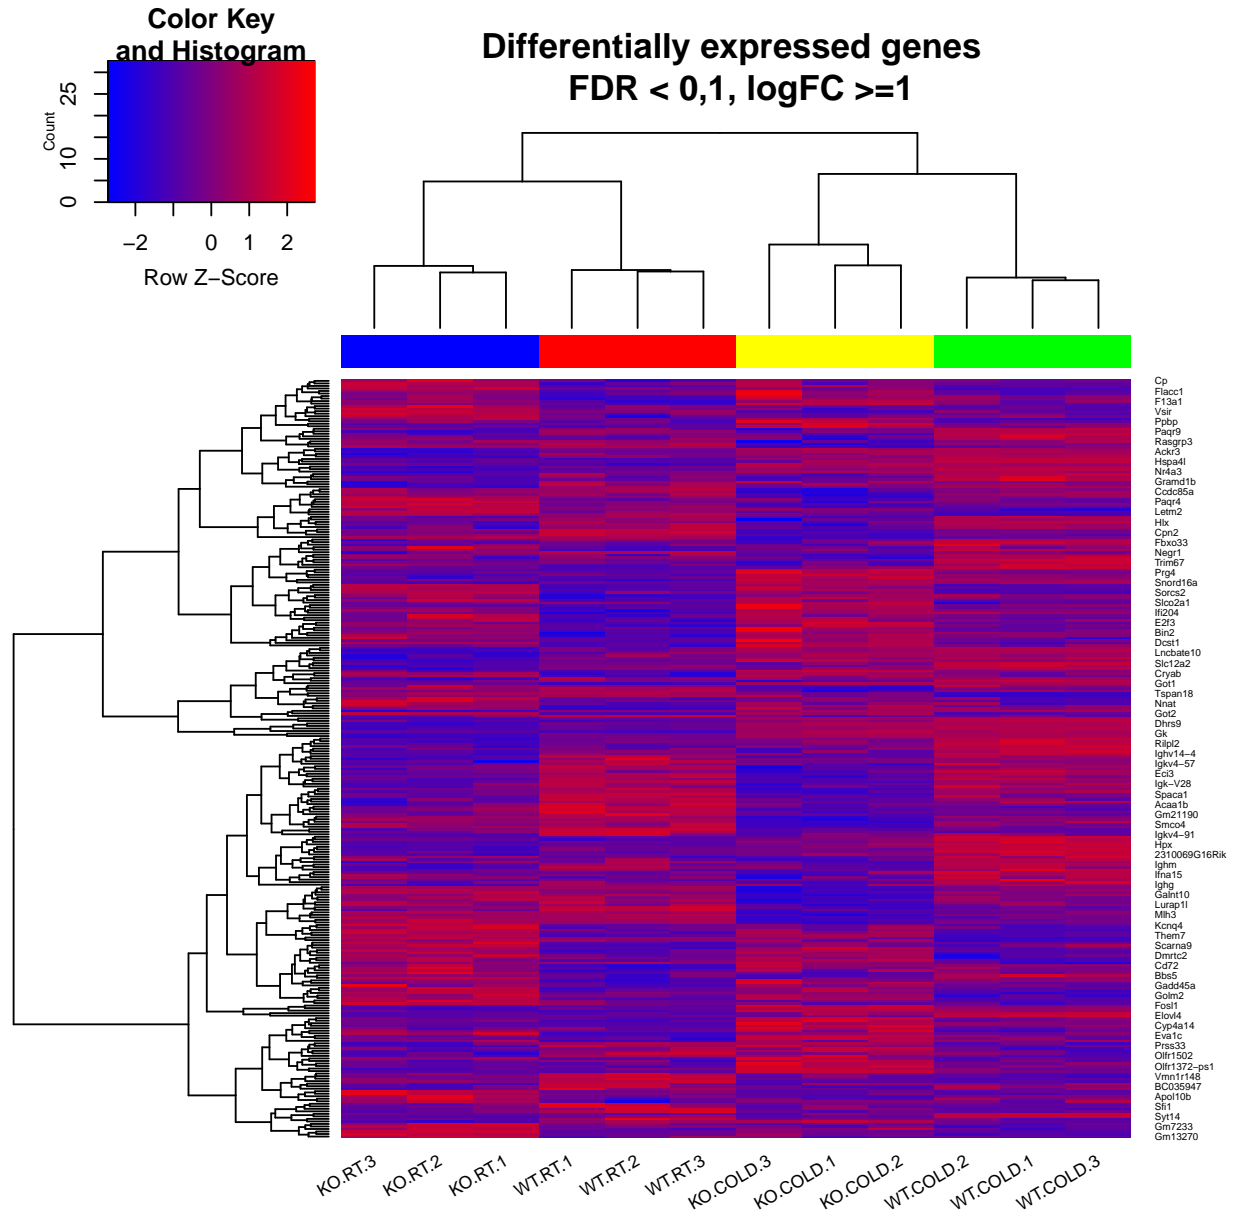 Color Key
and Histogram
Differentially expressed genes
FDR < 0,1, logFC >=1
Count
0 10 25
−2 0 1 2
Row Z−Score
Cp
Flacc1
F13a1
Vsir
Ppbp
Paqr9
Rasgrp3
Ackr3
Hspa4l
Nr4a3
Gramd1b
Ccdc85a
Paqr4
Letm2
Hlx
Cpn2
Fbxo33
Negr1
Trim67
Prg4
Snord16a
Sorcs2
Slco2a1
Ifi204
E2f3
Bin2
Dcst1
Lncbate10
Slc12a2
Cryab
Got1
Tspan18
Nnat
Got2
Dhrs9
Gk
Rilpl2
Ighv14−4
Igkv4−57
Eci3
Igk−V28
Spaca1
Acaa1b
Gm21190
Smco4
Igkv4−91
Hpx
2310069G16Rik
Ighm
Ifna15
Ighg
Galnt10
Lurap1l
Mlh3
Kcnq4
Them7
Scarna9
Dmrtc2
Cd72
Bbs5
Gadd45a
Golm2
Fosl1
Elovl4
Cyp4a14
Eva1c
Prss33
Olfr1502
Olfr1372−ps1
Vmn1r148
BC035947
Apol10b
Sfi1
Syt14
Gm7233
Gm13270
KO.RT.3 KO.RT.2 KO.RT.1 WT.RT.1 WT.RT.2 WT.RT.3 KO.COLD.3 KO.COLD.1 KO.COLD.2 WT.COLD.2 WT.COLD.1 WT.COLD.3